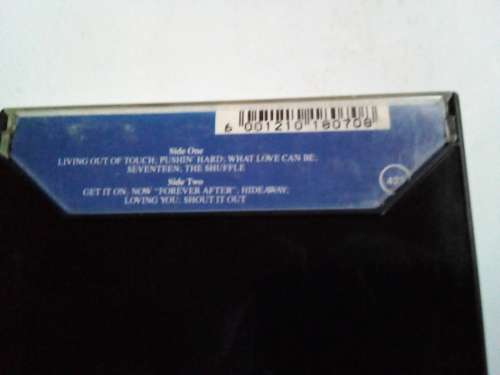 6 001210 180708
Side One
LIVING OUT OF TOUCH; PUSHIN' HARD; WHAT LOVE CAN BE;
SEVENTEEN; THE SHUFFLE
Side Two
GET IT ON; NOW "FOREVER AFTER"; HIDEAWAY;
LOVING YOU; SHOUT IT OUT